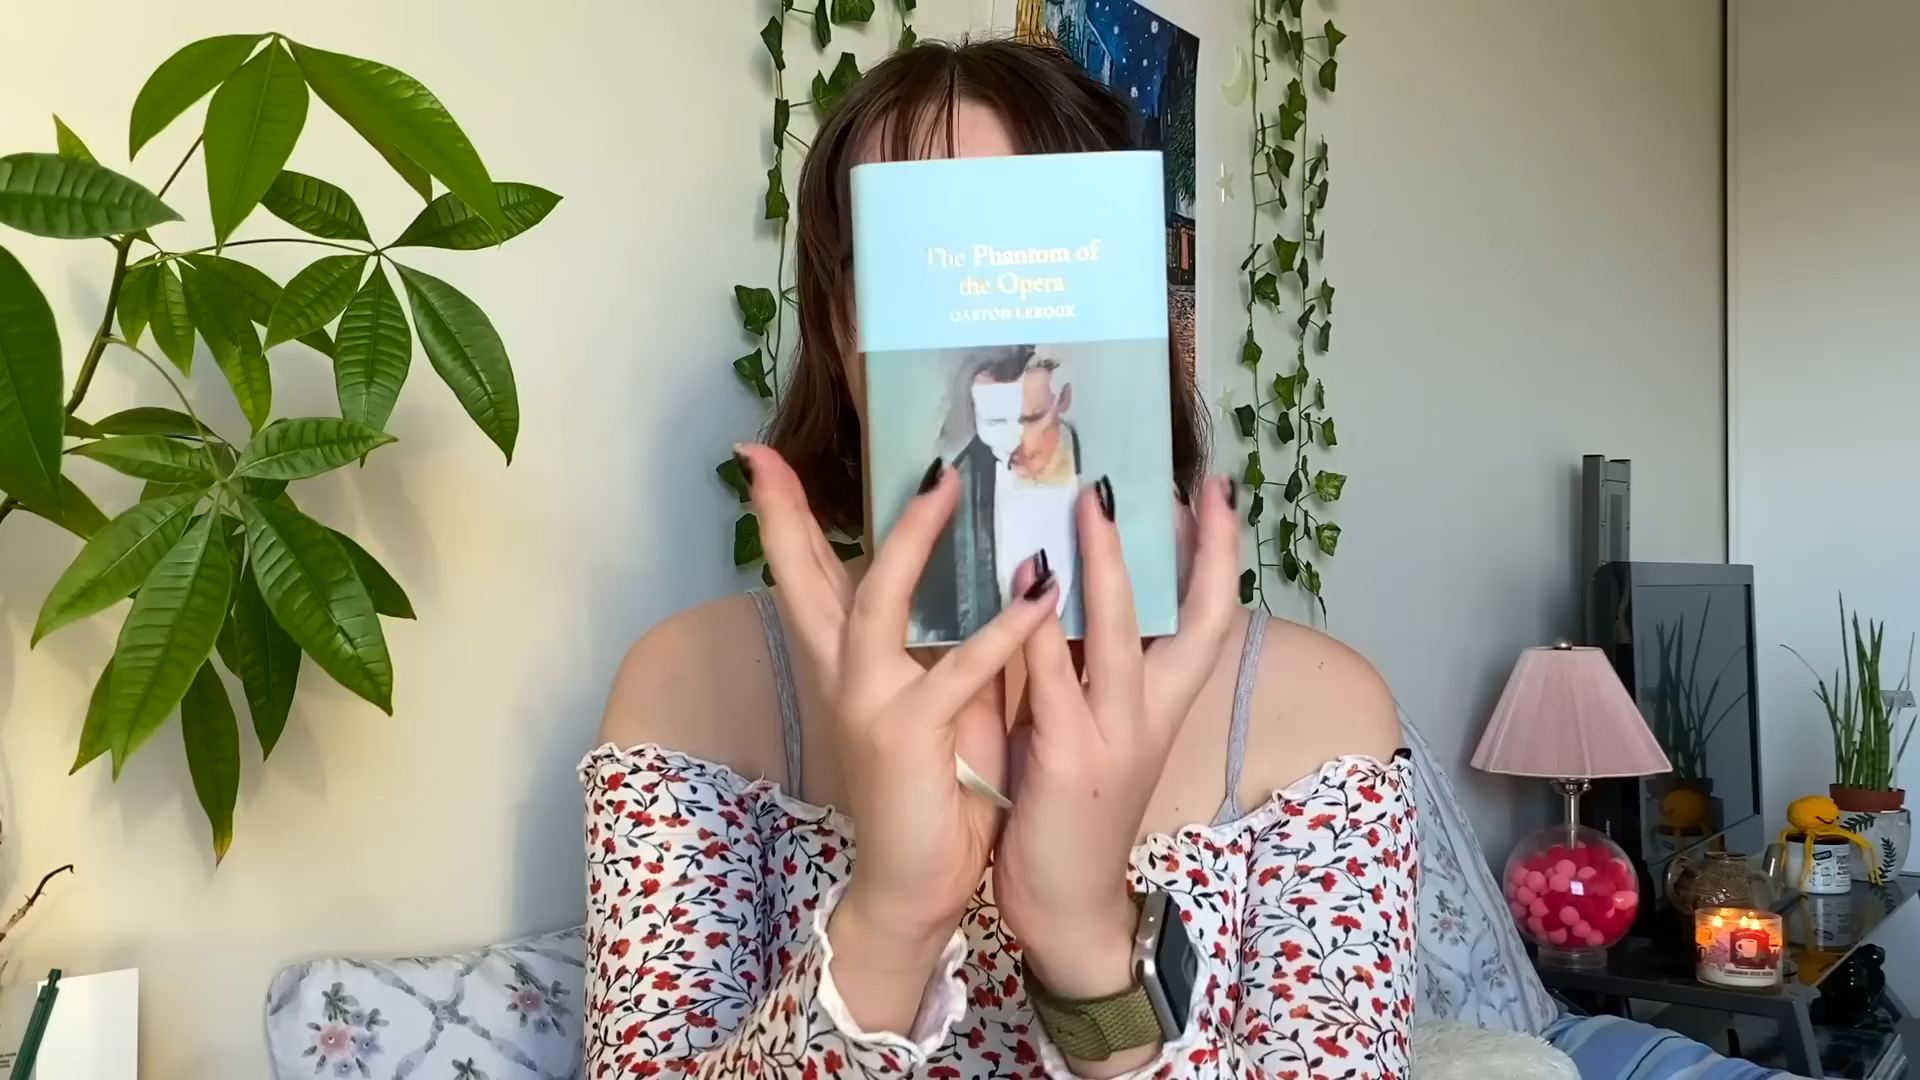 The Phantom of
the Opera
GASTON LEROUX